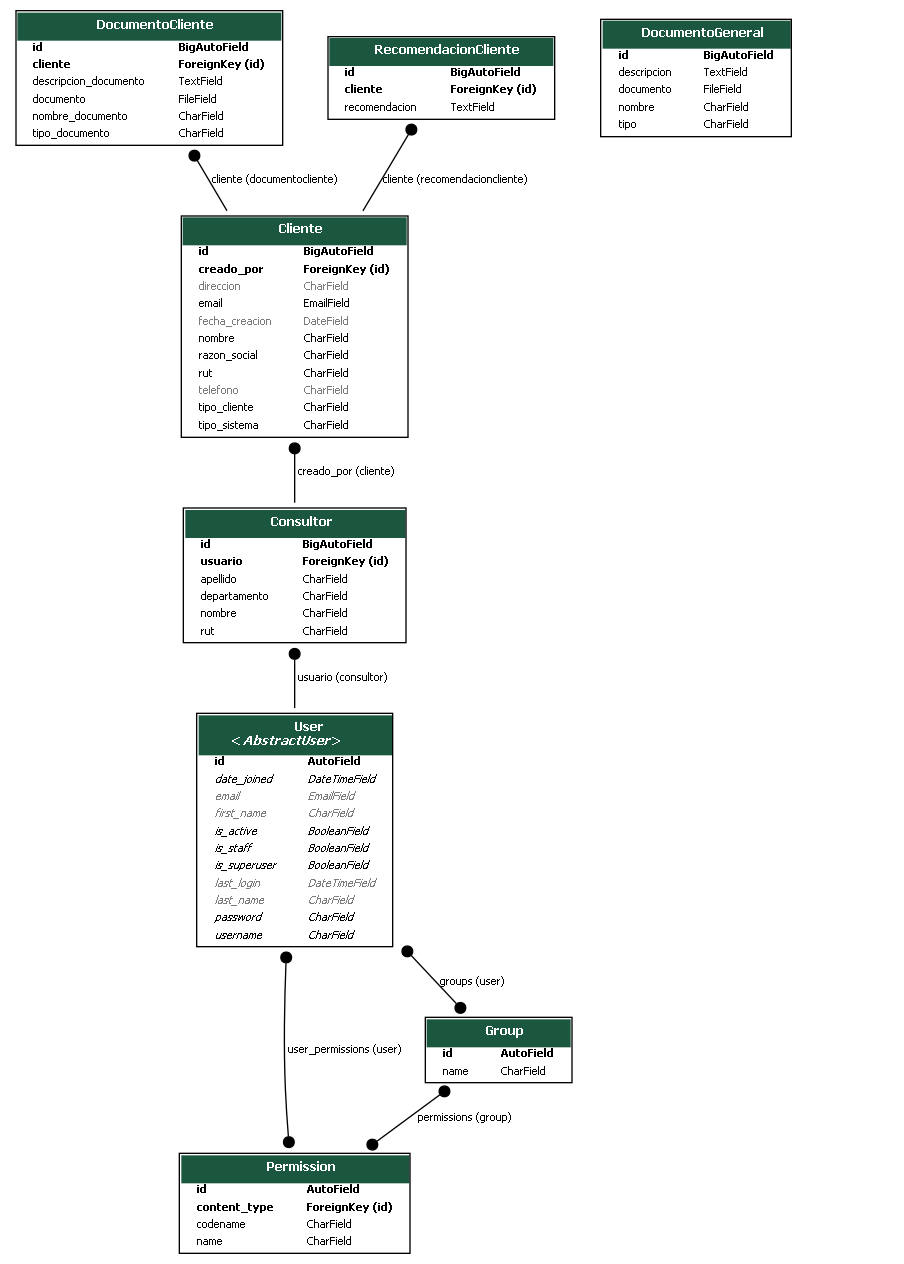 DocumentoCliente
id BigAutoField
cliente ForeignKey (id)
descripcion_documento TextField
documento FileField
nombre_documento CharField
tipo_documento CharField
RecomendacionCliente
id BigAutoField
cliente ForeignKey (id)
recomendacion TextField
DocumentoGeneral
id BigAutoField
descripcion TextField
documento FileField
nombre CharField
tipo CharField
cliente (documentocliente)
cliente (recomendacioncliente)
Cliente
id BigAutoField
creado_por ForeignKey (id)
direccion CharField
email EmailField
fecha_creacion DateField
nombre CharField
razon_social CharField
rut CharField
telefono CharField
tipo_cliente CharField
tipo_sistema CharField
creado_por (cliente)
Consultor
id BigAutoField
usuario ForeignKey (id)
apellido CharField
departamento CharField
nombre CharField
rut CharField
usuario (consultor)
User
<AbstractUser>
id AutoField
date_joined DateTimeField
email EmailField
first_name CharField
is_active BooleanField
is_staff BooleanField
is_superuser BooleanField
last_login DateTimeField
last_name CharField
password CharField
username CharField
groups (user)
Group
id AutoField
name CharField
user_permissions (user)
permissions (group)
Permission
id AutoField
content_type ForeignKey (id)
codename CharField
name CharField